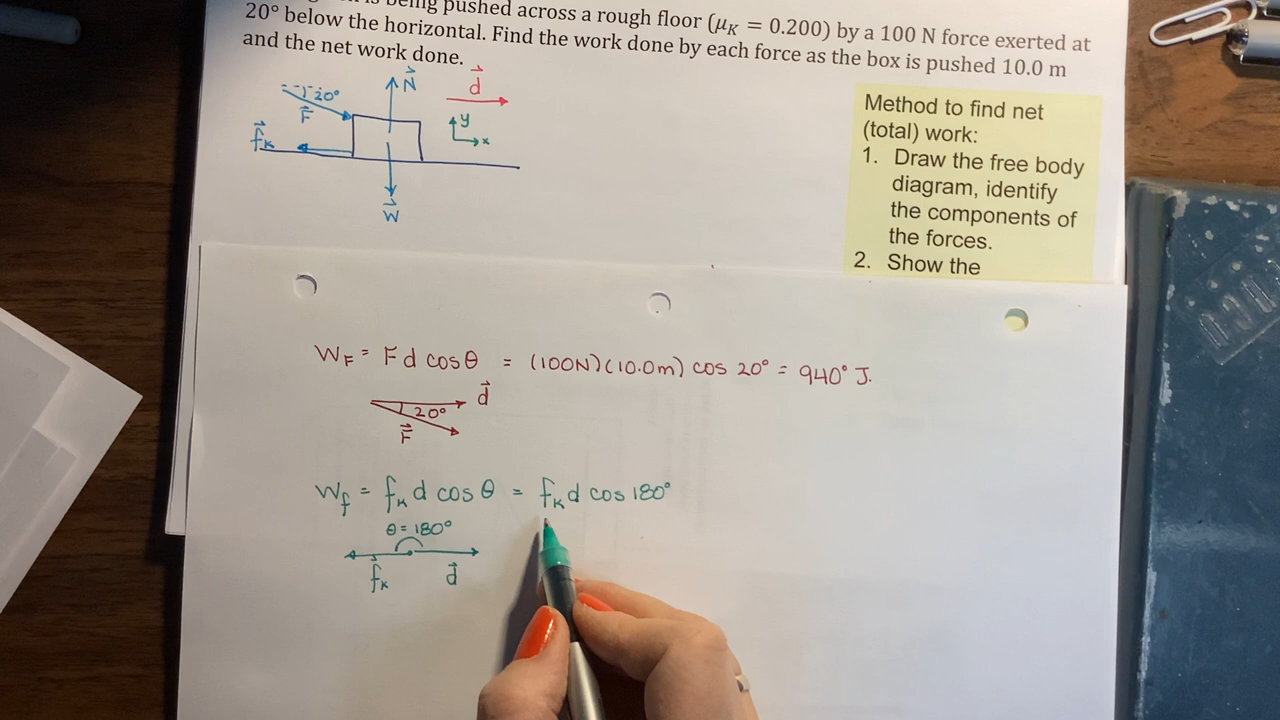 being pushed across a rough floor (μK = 0.200) by a 100 N force exerted at
20° below the horizontal. Find the work done by each force as the box is pushed 10.0 m
and the net work done.
20°
F
N
d
y
x
fK
W
Method to find net
(total) work:
1. Draw the free body
diagram, identify
the components of
the forces.
2. Show the
WF = F d cosθ = (100N)(10.0m) cos 20° = 940° J.
20°
d
F
Wf = fK d cos θ = fK d cos 180°
θ = 180°
fK
d